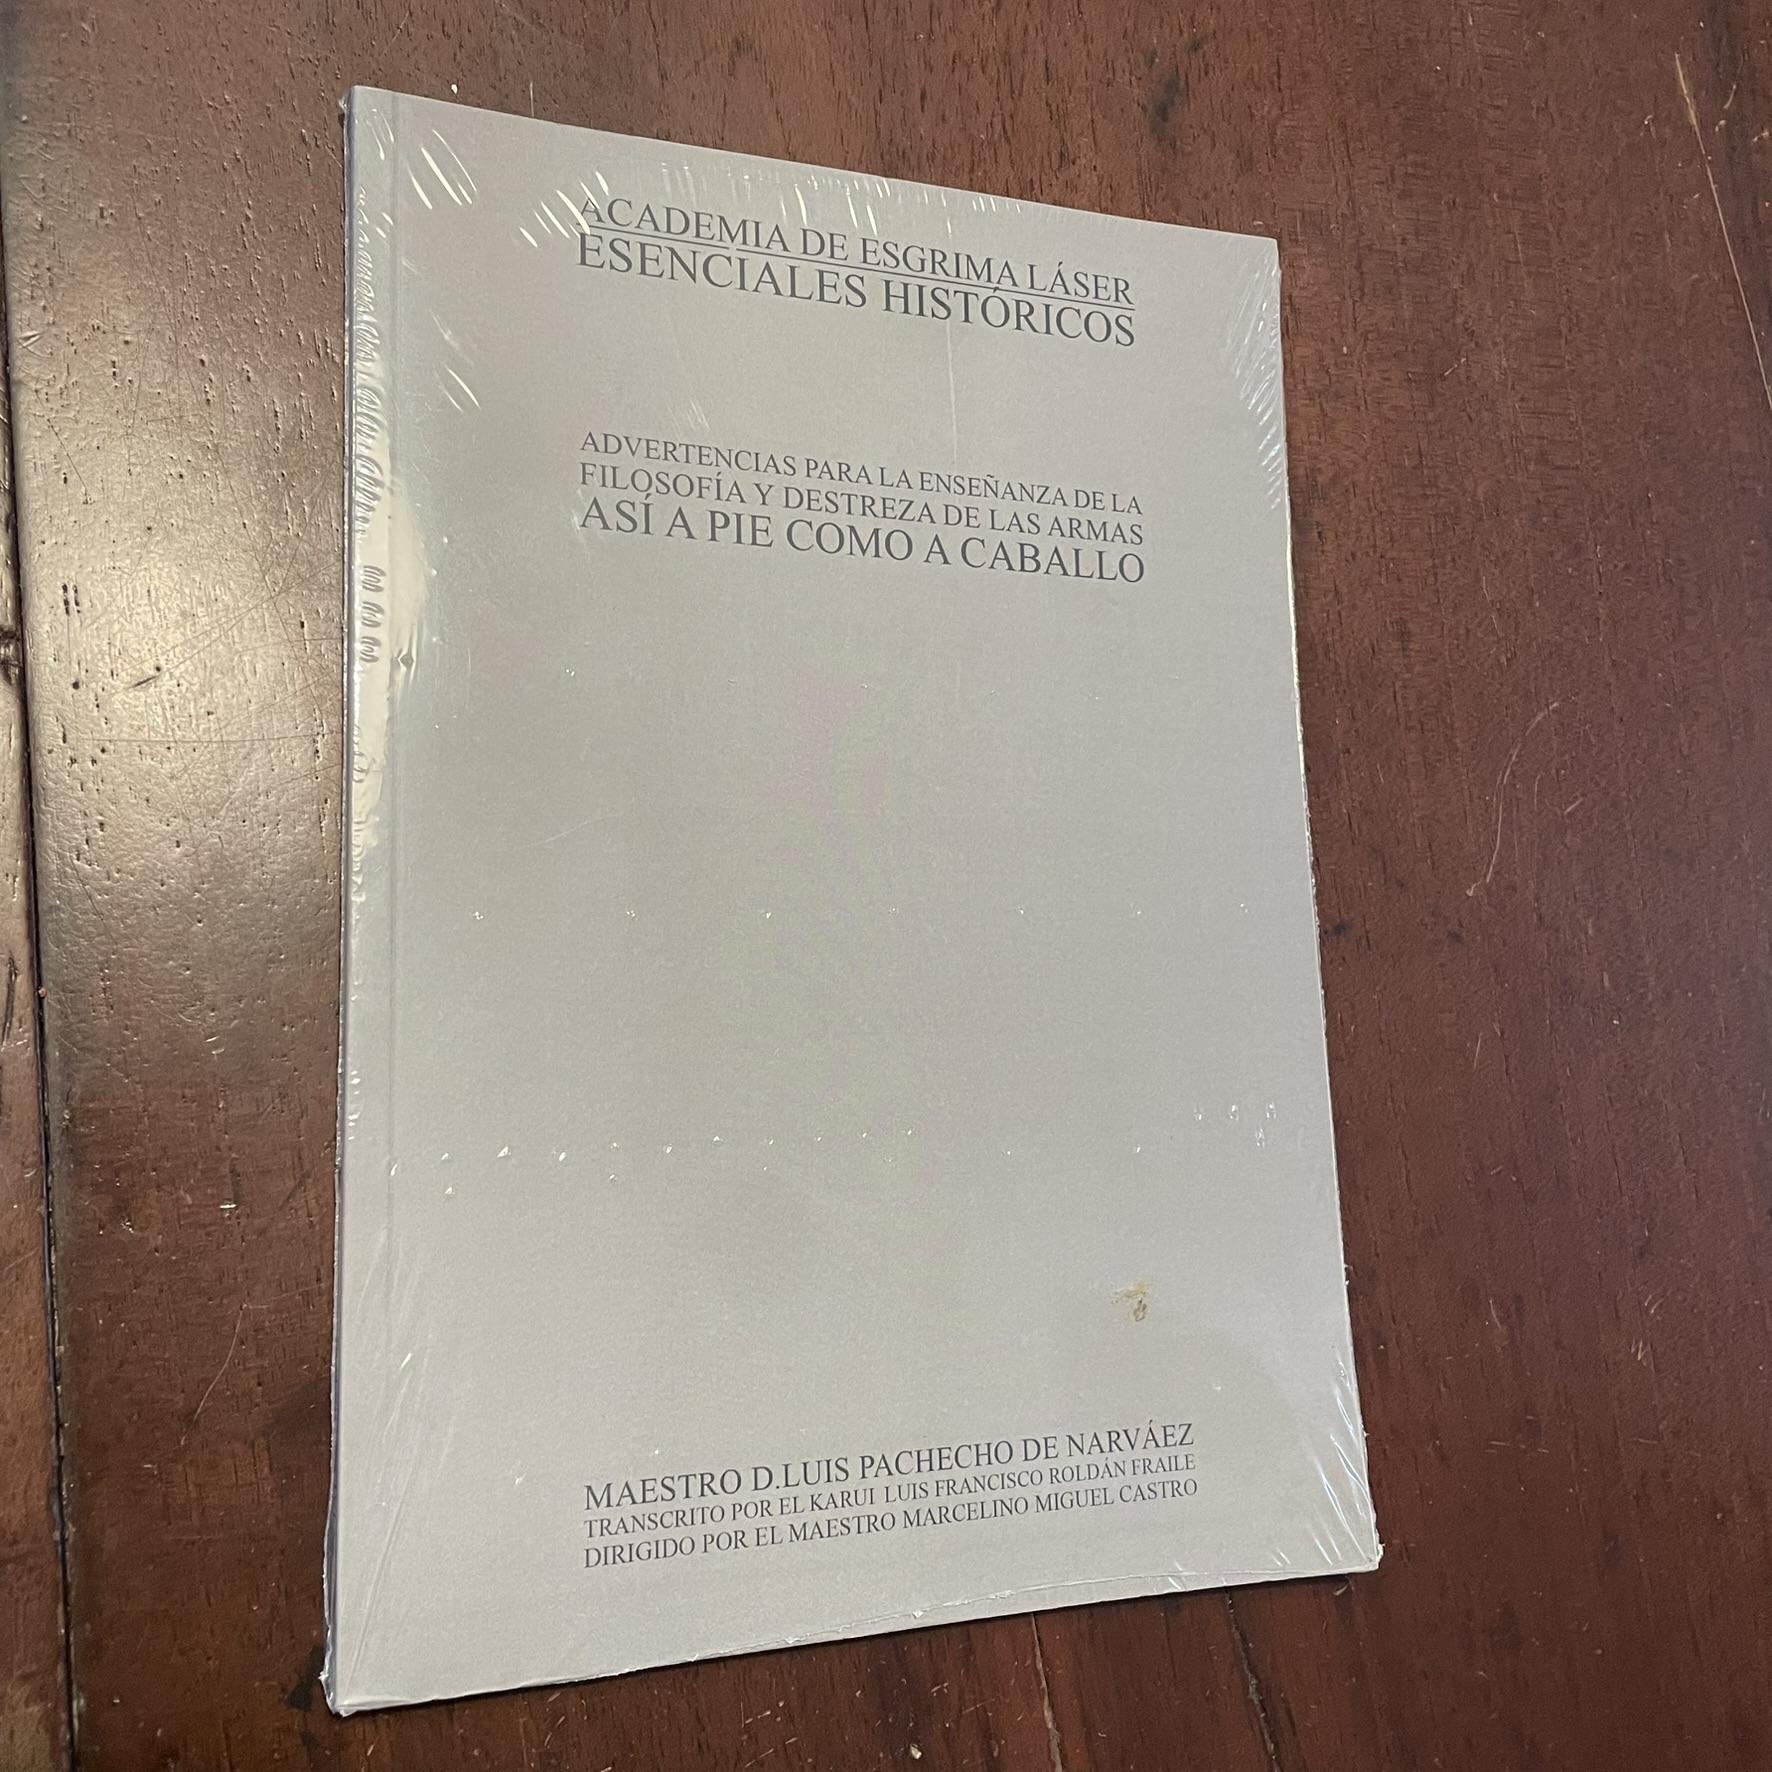 ACADEMIA DE ESGRIMA LÁSER
ESENCIALES HISTÓRICOS
ADVERTENCIAS PARA LA ENSEÑANZA DE LA
FILOSOFÍA Y DESTREZA DE LAS ARMAS
ASÍ A PIE COMO A CABALLO
MAESTRO D.LUIS PACHECHO DE NARVÁEZ
TRANSCRITO POR EL KARUI LUIS FRANCISCO ROLDÁN FRAILE
DIRIGIDO POR EL MAESTRO MARCELINO MIGUEL CASTRO